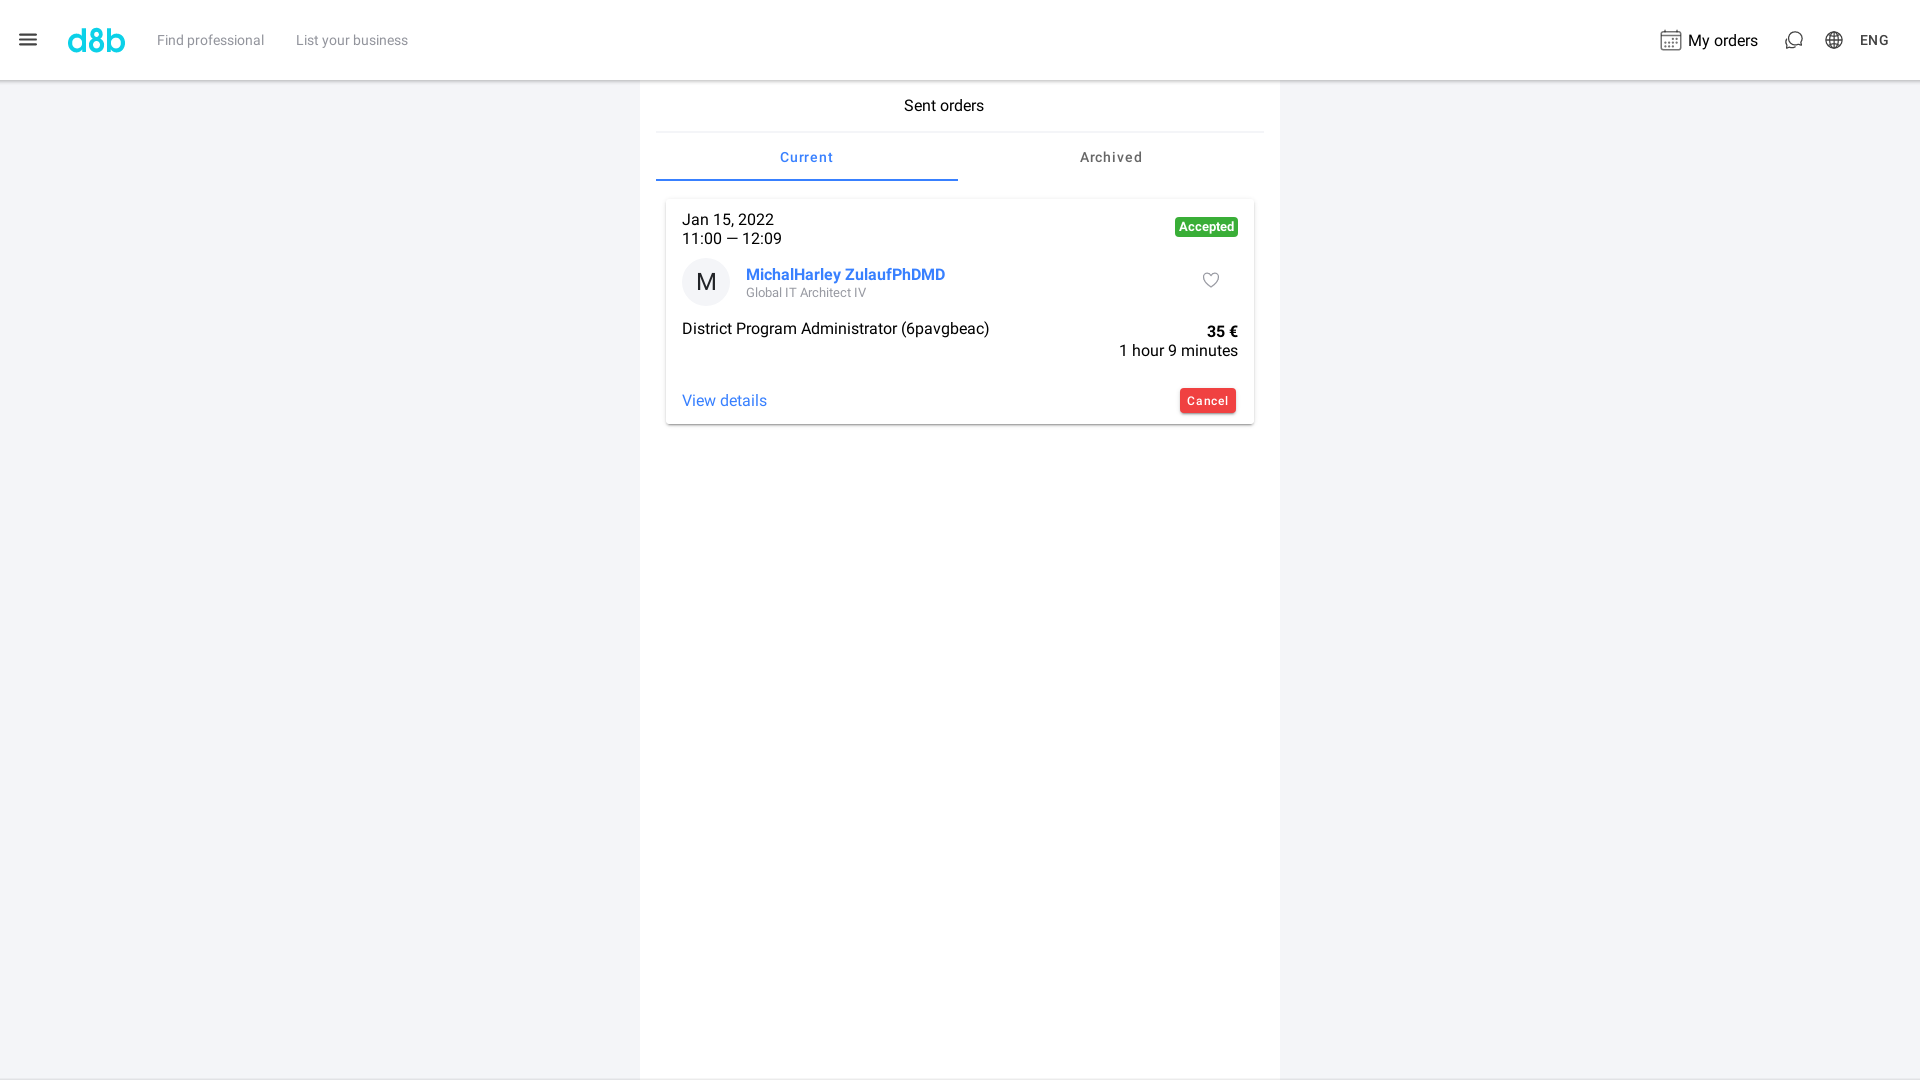 d8b
Find professional
List your business
My orders
ENG
Sent orders
Current
Archived
Jan 15, 2022
11:00 — 12:09
Accepted
M
MichalHarley ZulaufPhDMD
Global IT Architect IV
District Program Administrator (6pavgbeac)
35 €
1 hour 9 minutes
View details
Cancel